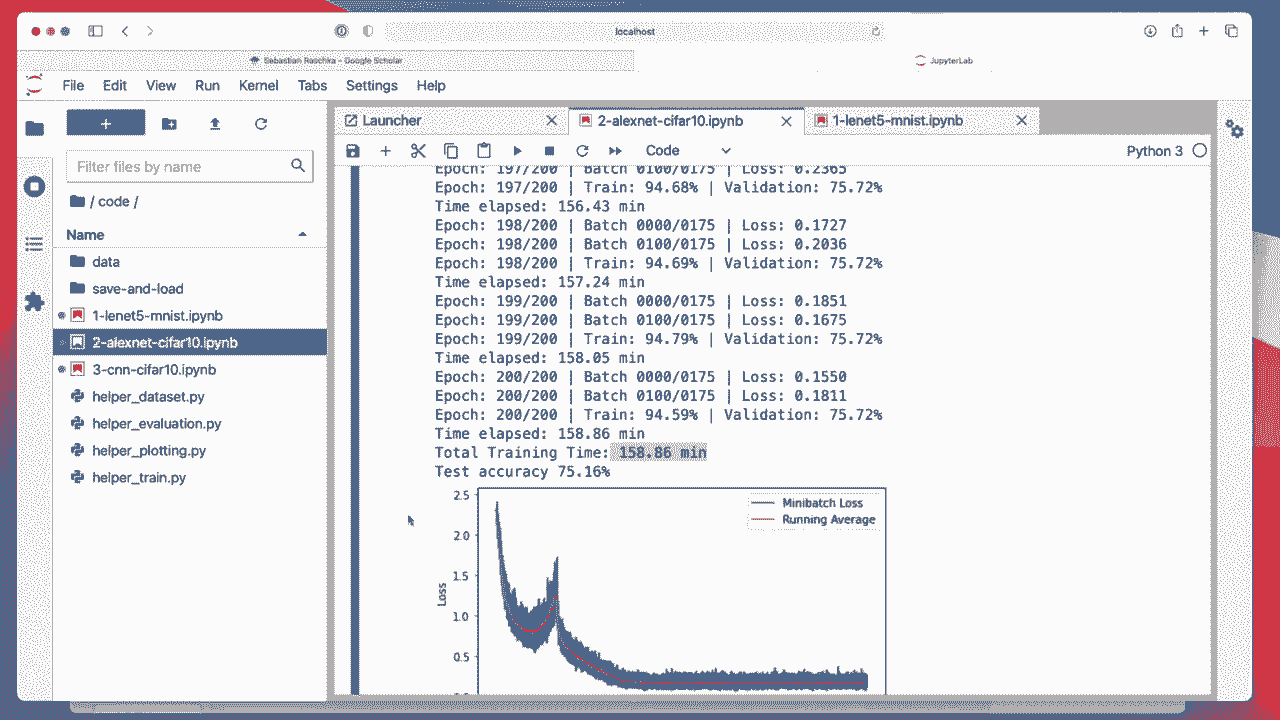 localhost
Sebastian Raschka - Google Scholar
JupyterLab
File Edit View Run Kernel Tabs Settings Help
Launcher
2-alexnet-cifar10.ipynb
1-lenet5-mnist.ipynb
Code
Python 3
Filter files by name
/ code /
Name
data
save-and-load
1-lenet5-mnist.ipynb
2-alexnet-cifar10.ipynb
3-cnn-cifar10.ipynb
helper_dataset.py
helper_evaluation.py
helper_plotting.py
helper_train.py
Epoch: 197/200 | Batch 0100/0175 | Loss: 0.2365
Epoch: 197/200 | Train: 94.68% | Validation: 75.72%
Time elapsed: 156.43 min
Epoch: 198/200 | Batch 0000/0175 | Loss: 0.1727
Epoch: 198/200 | Batch 0100/0175 | Loss: 0.2036
Epoch: 198/200 | Train: 94.69% | Validation: 75.72%
Time elapsed: 157.24 min
Epoch: 199/200 | Batch 0000/0175 | Loss: 0.1851
Epoch: 199/200 | Batch 0100/0175 | Loss: 0.1675
Epoch: 199/200 | Train: 94.79% | Validation: 75.72%
Time elapsed: 158.05 min
Epoch: 200/200 | Batch 0000/0175 | Loss: 0.1550
Epoch: 200/200 | Batch 0100/0175 | Loss: 0.1811
Epoch: 200/200 | Train: 94.59% | Validation: 75.72%
Time elapsed: 158.86 min
Total Training Time: 158.86 min
Test accuracy 75.16%
2.5
2.0
1.5
1.0
0.5
Loss
Minibatch Loss
Running Average